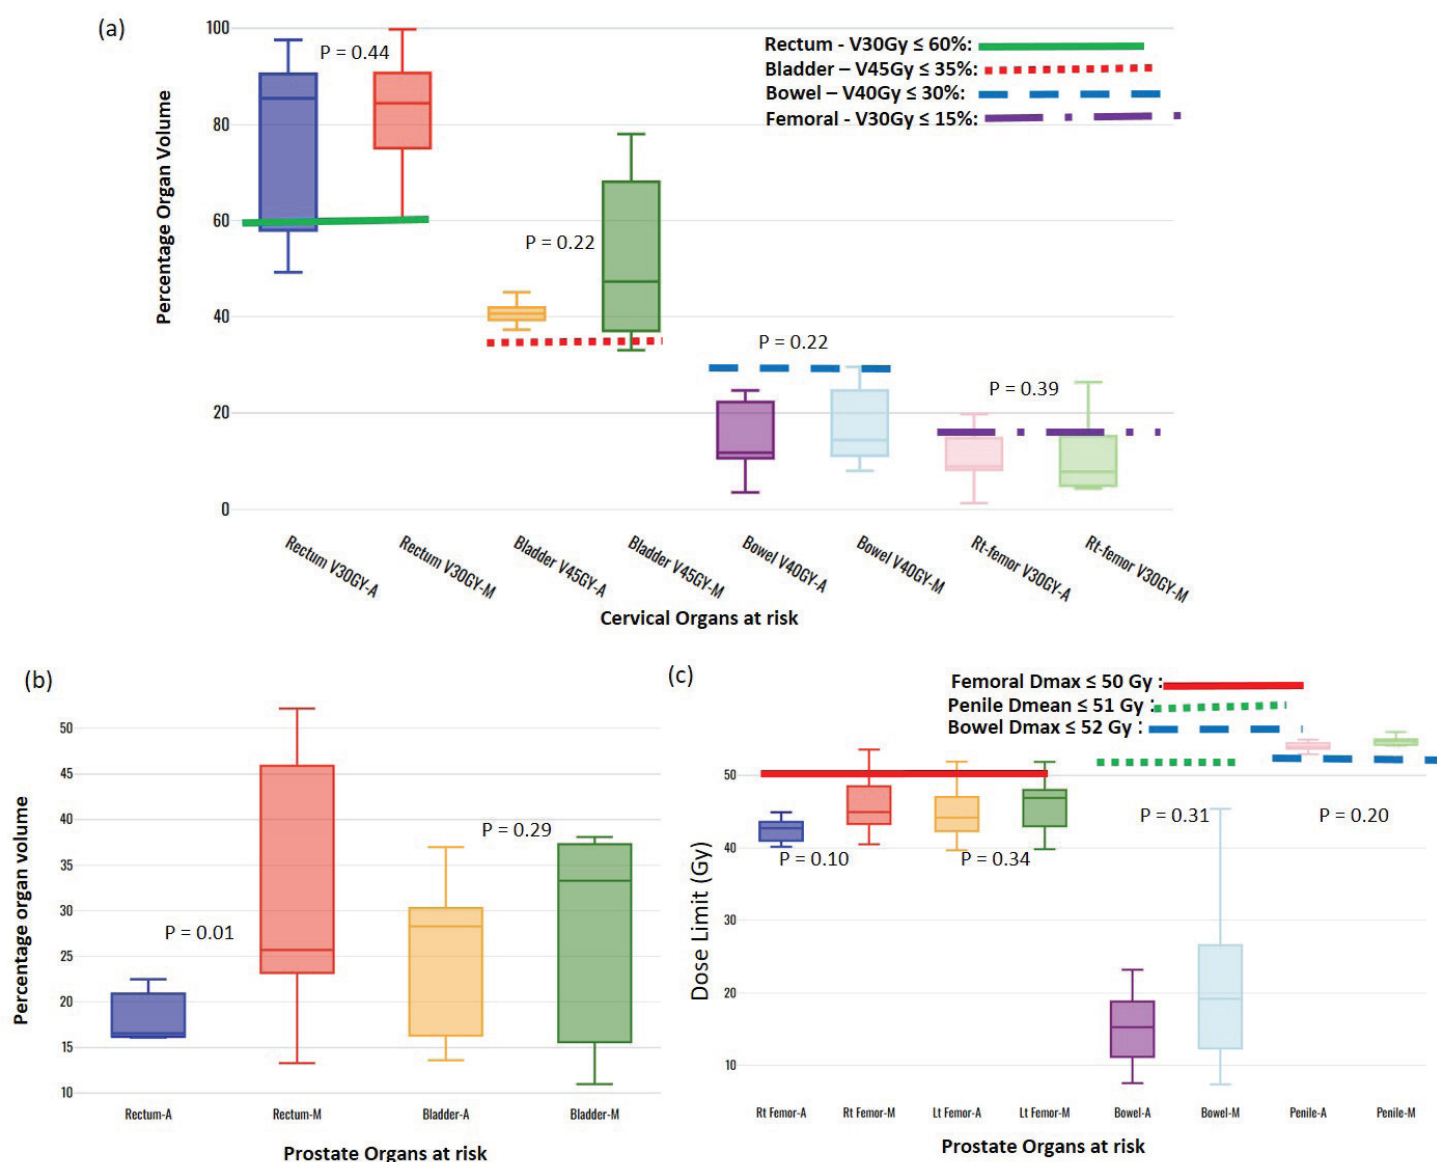 (a)
100
80
60
40
20
0
Percentage Organ Volume
P = 0.44
P = 0.22
P = 0.22
P = 0.39
Rectum - V30Gy ≤ 60%:
Bladder – V45Gy ≤ 35%:
Bowel – V40Gy ≤ 30%:
Femoral - V30Gy ≤ 15%:
Rectum V30GY-A
Rectum V30GY-M
Bladder V45GY-A
Bladder V45GY-M
Bowel V40GY-A
Bowel V40GY-M
Rt-femor V30GY-A
Rt-femor V30GY-M
Cervical Organs at risk
(b)
50
45
40
35
30
25
20
15
10
Percentage organ volume
P = 0.01
P = 0.29
Rectum-A
Rectum-M
Bladder-A
Bladder-M
Prostate Organs at risk
(c)
Femoral Dmax ≤ 50 Gy :
Penile Dmean ≤ 51 Gy :
Bowel Dmax ≤ 52 Gy :
50
40
30
20
10
Dose Limit (Gy)
P = 0.10
P = 0.34
P = 0.31
P = 0.20
Rt Femor-A
Rt Femor-M
Lt Femor-A
Lt Femor-M
Bowel-A
Bowel-M
Penile-A
Penile-M
Prostate Organs at risk